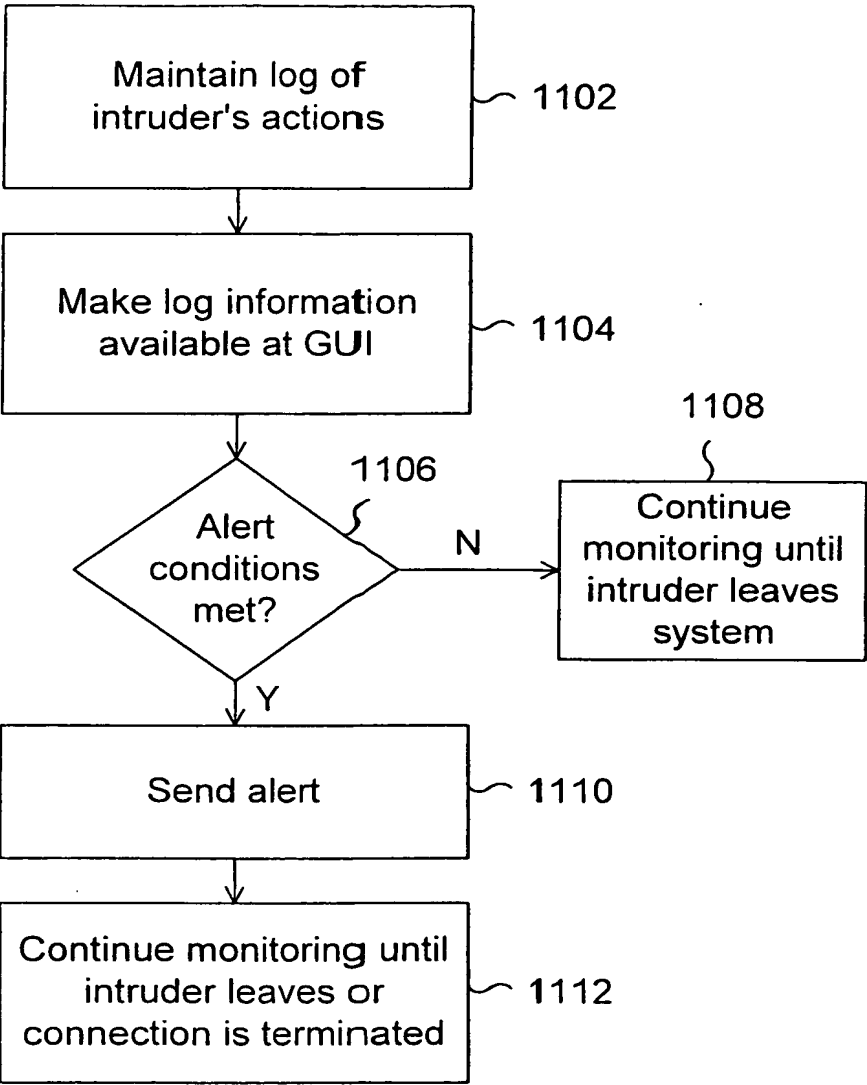 Maintain log of
intruder's actions
1102
Make log information
available at GUI
1104
1106
Alert
conditions
met?
N
1108
Continue
monitoring until
intruder leaves
system
Y
Send alert
1110
Continue monitoring until
intruder leaves or
connection is terminated
1112